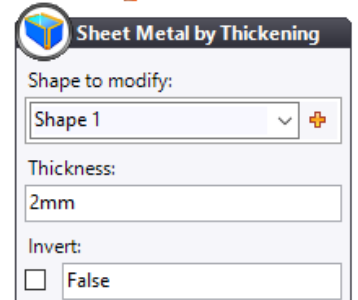 Sheet Metal by Thickening
Shape to modify:
Shape 1
Thickness:
2mm
Invert:
False